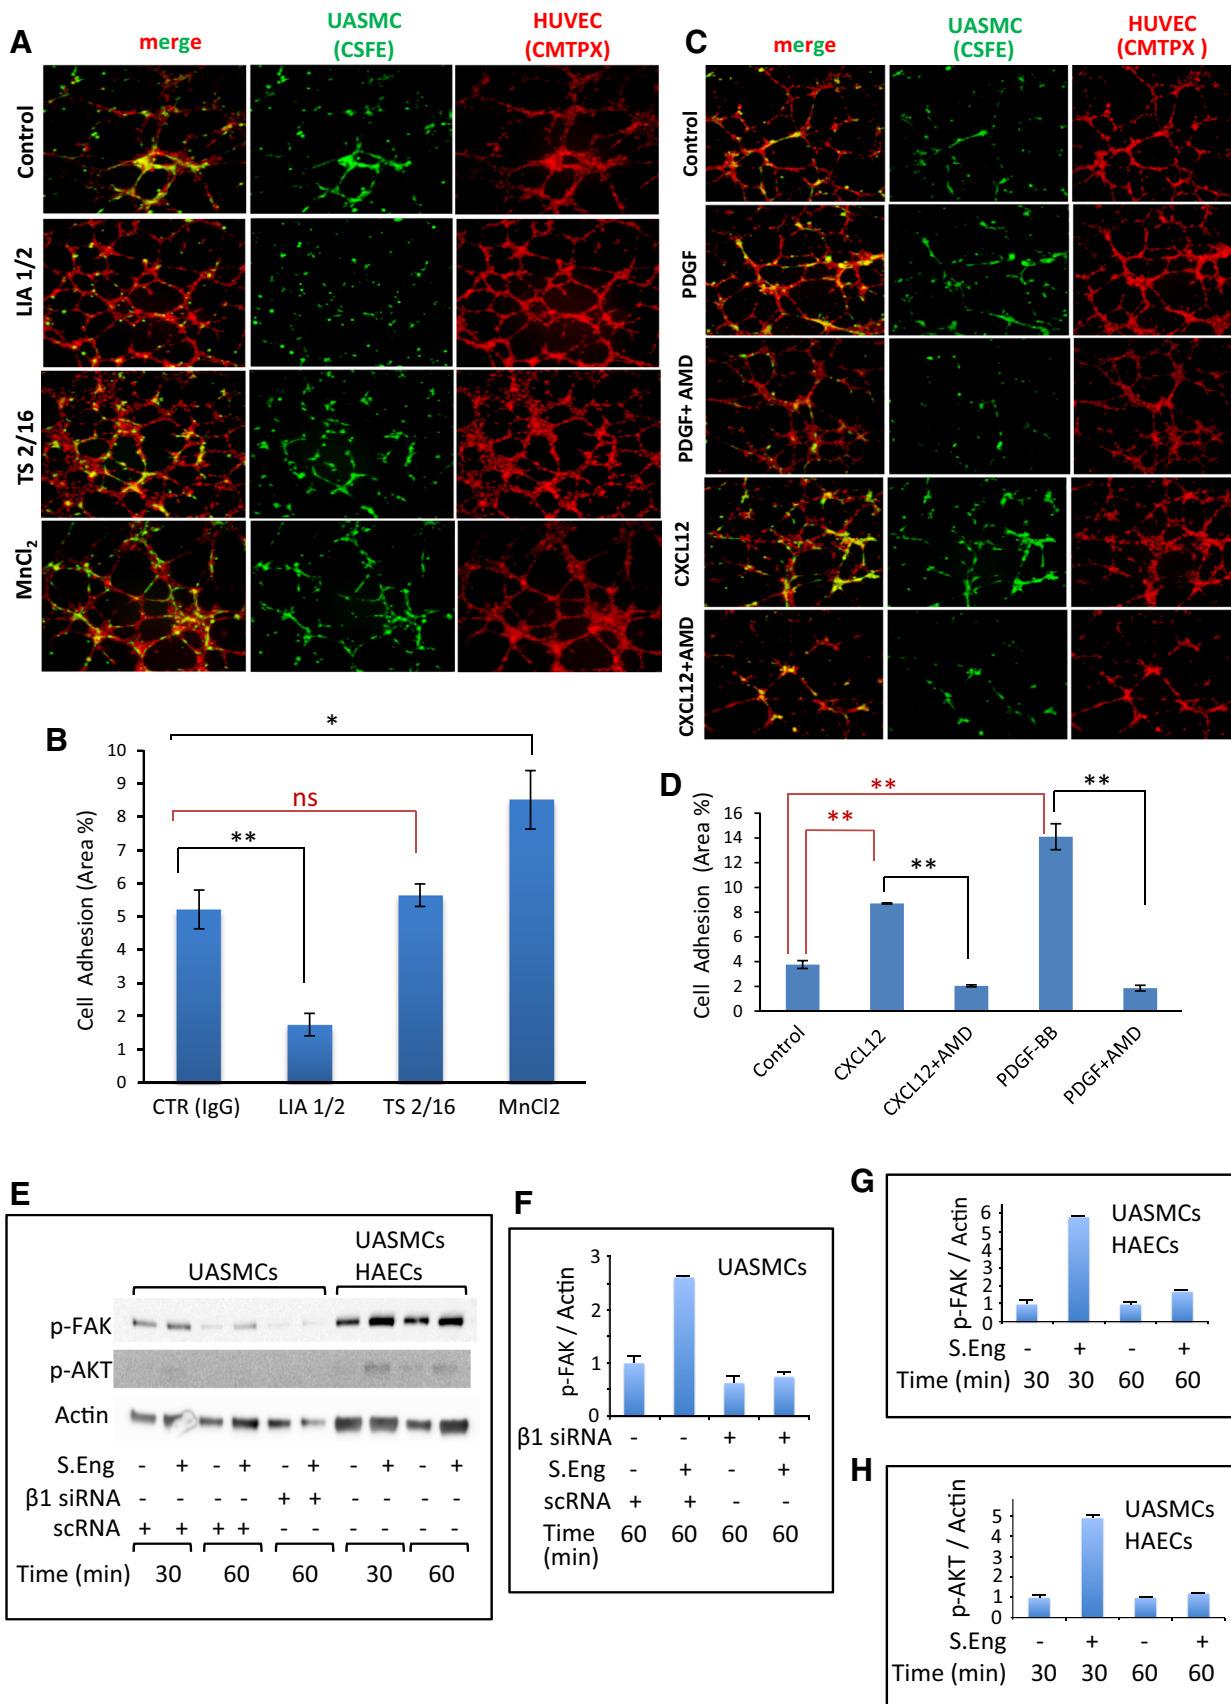 A
merge
UASMC
(CSFE)
HUVEC
(CMTPX)
Control
LIA 1/2
TS 2/16
MnCl₂
C
merge
UASMC
(CSFE)
HUVEC
(CMTPX )
Control
PDGF
PDGF+ AMD
CXCL12
CXCL12+AMD
B
Cell Adhesion (Area %)
10
9
8
7
6
5
4
3
2
1
0
*
ns
**
CTR (IgG) LIA 1/2 TS 2/16 MnCl2
D
Cell Adhesion (Area %)
16
14
12
10
8
6
4
2
0
**
**
**
**
Control CXCL12 CXCL12+AMD PDGF-BB PDGF+AMD
E
UASMCs
UASMCs
HAECs
p-FAK
p-AKT
Actin
S.Eng - + - + - + - + - +
β1 siRNA - - - - + + - - - -
scRNA + + + + - - - - - -
Time (min) 30 60 60 30 60
F
p-FAK / Actin
3
2
1
0
UASMCs
β1 siRNA - - + +
S.Eng - + - +
scRNA + + - -
Time 60 60 60 60
(min)
G
p-FAK / Actin
6
5
4
3
2
1
0
UASMCs
HAECs
S.Eng - + - +
Time (min) 30 30 60 60
H
p-AKT / Actin
5
4
3
2
1
0
UASMCs
HAECs
S.Eng - + - +
Time (min) 30 30 60 60